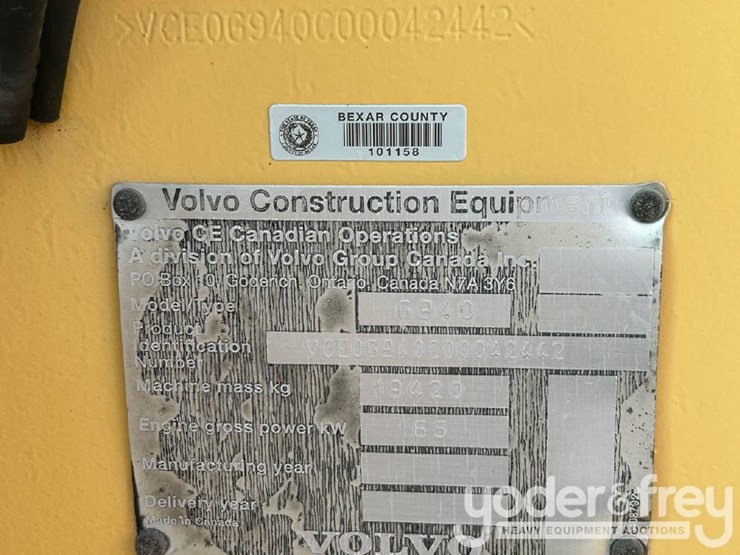 >VCE0G940C00042442<
BEXAR COUNTY
101158
Volvo Construction Equipment
Volvo CE Canadian Operations
A division of Volvo Group Canada Inc.
PO Box 10, Goderich, Ontario, Canada N7A 3Y6
Model/Type G940
Product
Identification VCE0G940C00042442
Number
Machine mass kg 19420
Engine gross power kW 165
Manufacturing year
Delivery year
Made in Canada
VOLVO
yoder&frey
HEAVY EQUIPMENT AUCTIONS